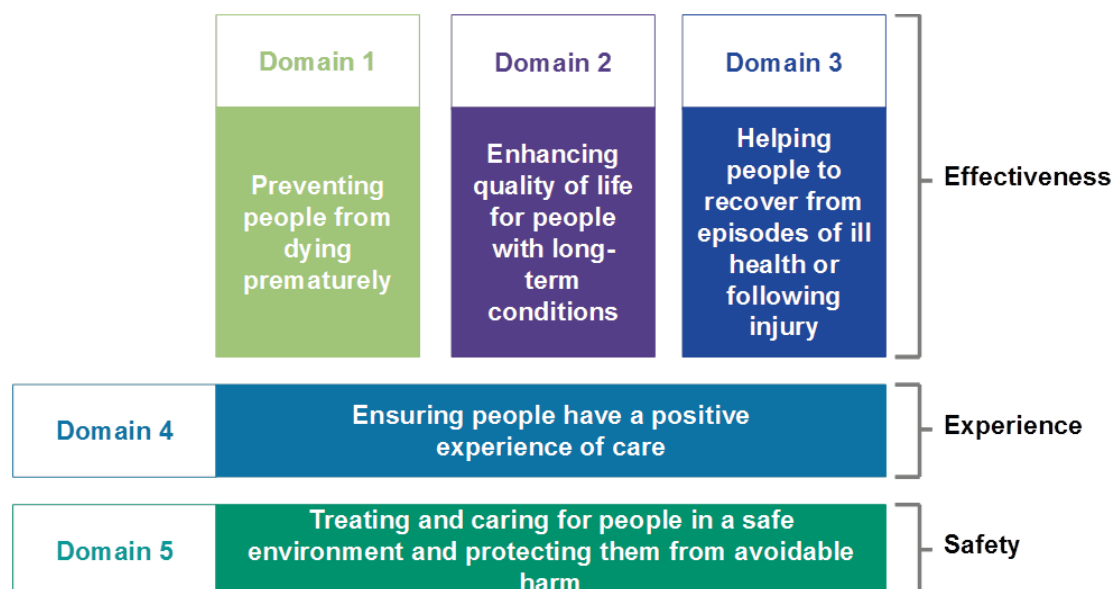 Domain 1
Preventing
people from
dying
prematurely
Domain 2
Enhancing
quality of life
for people
with long-
term
conditions
Domain 3
Helping
people to
recover from
episodes of ill
health or
following
injury
Effectiveness
Domain 4
Ensuring people have a positive
experience of care
Experience
Domain 5
Treating and caring for people in a safe
environment and protecting them from avoidable
harm
Safety